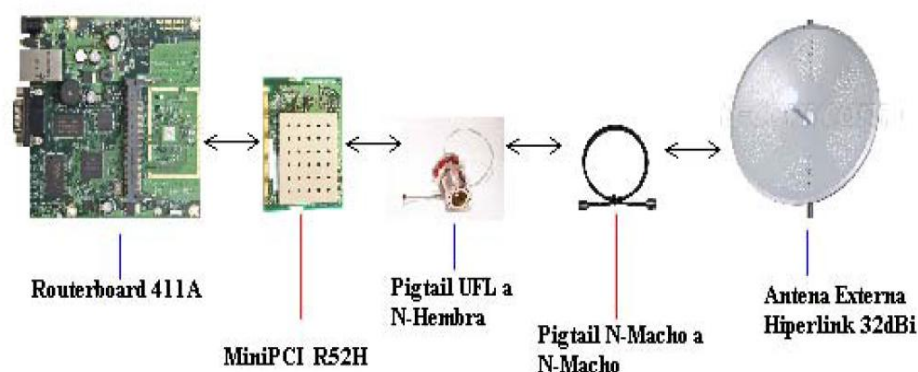 Routerboard 411A
MiniPCI R52H
Pigtail UFL a
N-Hembra
Pigtail N-Macho a
N-Macho
Antena Externa
Hiperlink 32dBi